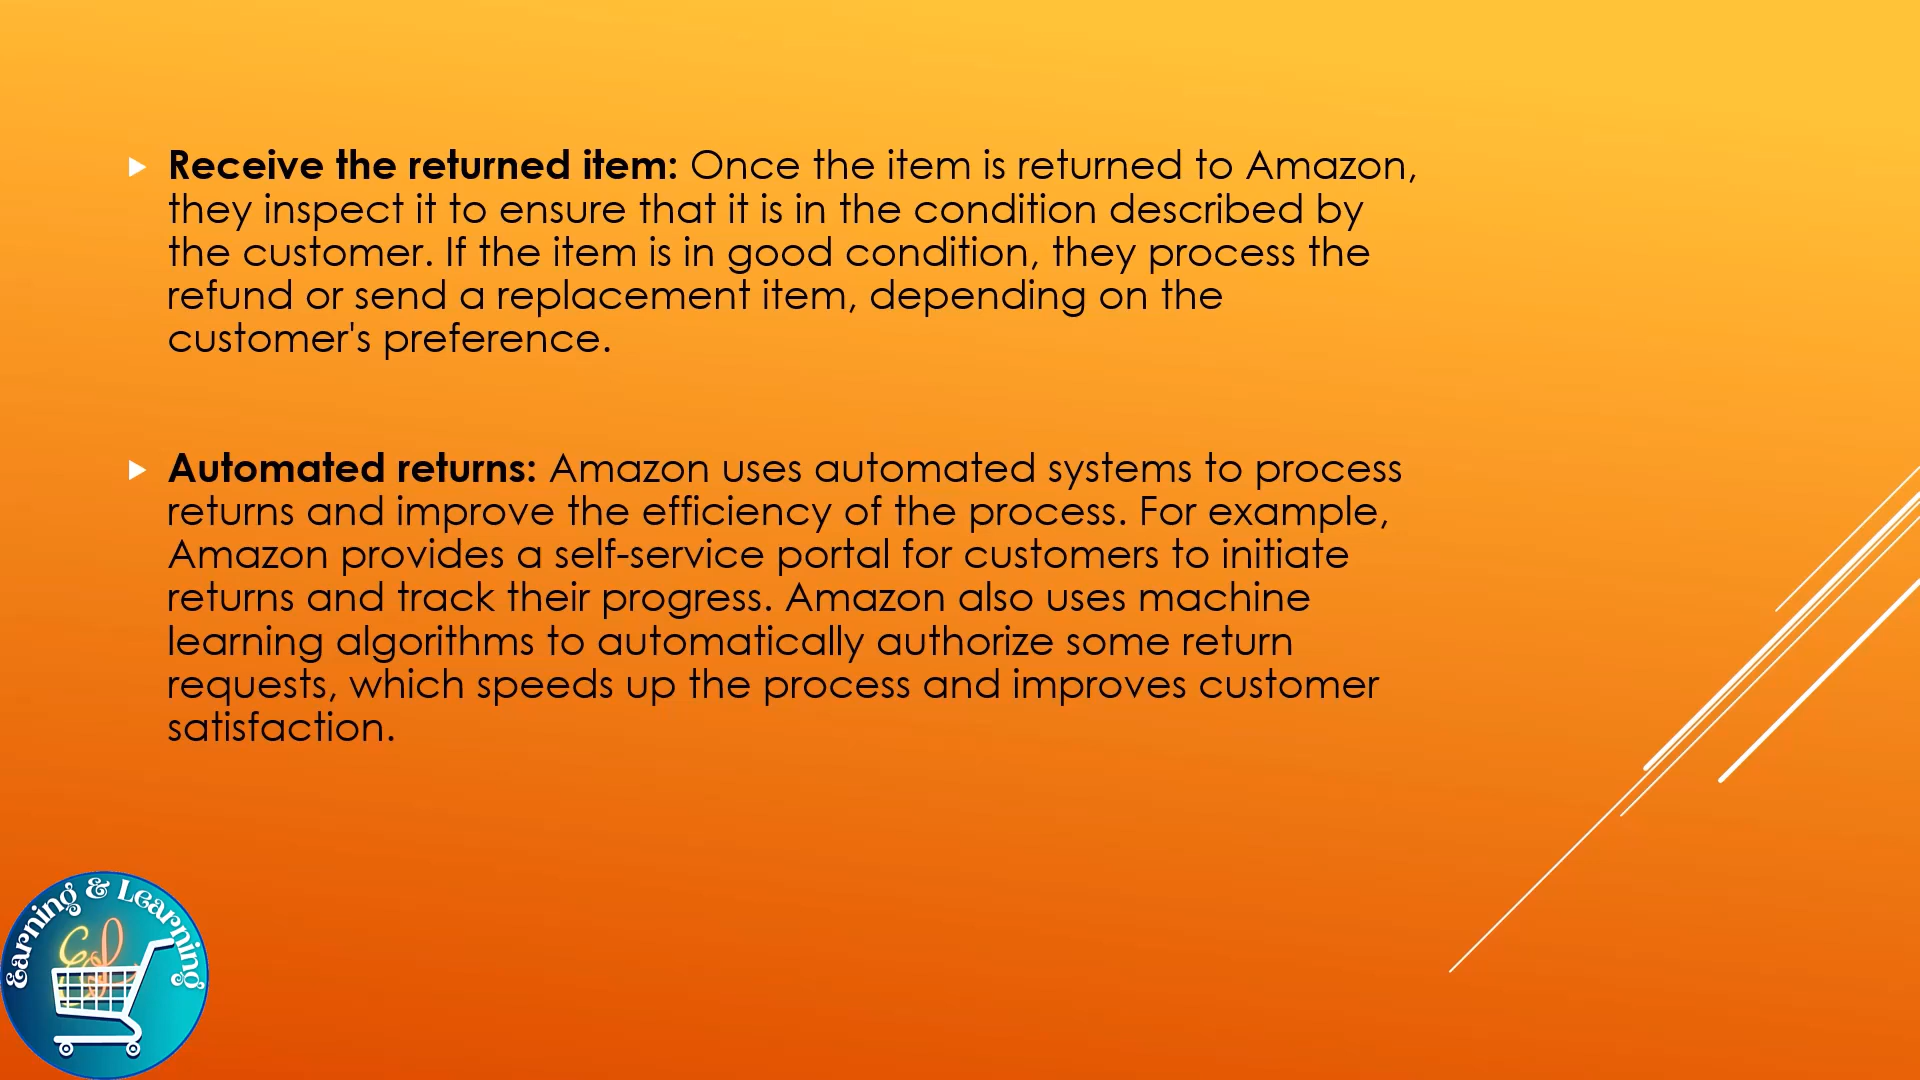 Receive the returned item: Once the item is returned to Amazon,
they inspect it to ensure that it is in the condition described by
the customer. If the item is in good condition, they process the
refund or send a replacement item, depending on the
customer's preference.
Automated returns: Amazon uses automated systems to process
returns and improve the efficiency of the process. For example,
Amazon provides a self-service portal for customers to initiate
returns and track their progress. Amazon also uses machine
learning algorithms to automatically authorize some return
requests, which speeds up the process and improves customer
satisfaction.
Earning & Learning